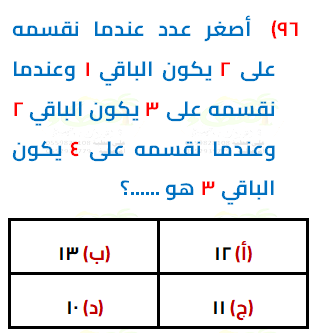 ٩٦) أصغر عدد عندما نقسمه
على ٢ يكون الباقي ١ وعندما
نقسمه على ٣ يكون الباقي ٢
وعندما نقسمه على ٤ يكون
الباقي ٣ هو ......؟
(أ) ١٢ (ب) ١٣
(ج) ١١ (د) ١٠